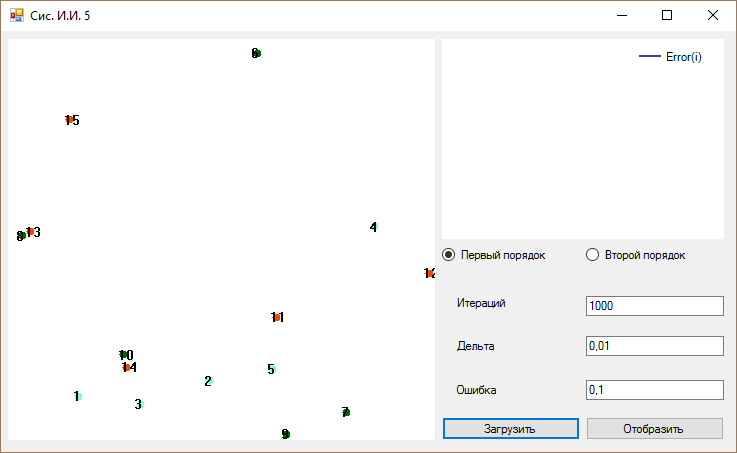 Сис. И.И. 5
6
15
4
13
8
12
11
10
14
5
2
1
3
7
9
Error(i)
Первый порядок
Второй порядок
Итераций
1000
Дельта
0,01
Ошибка
0,1
Загрузить
Отобразить